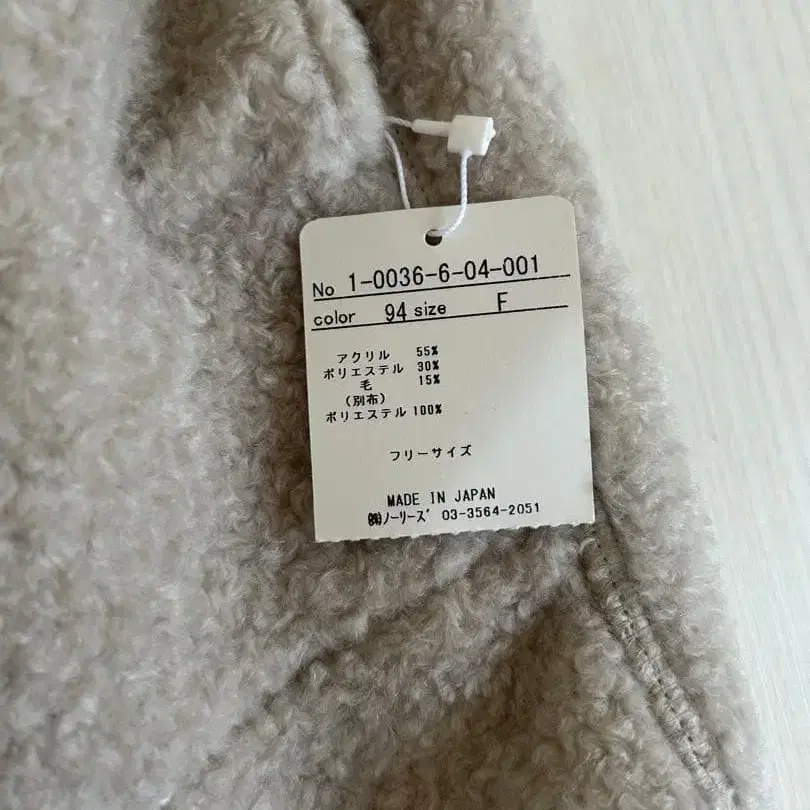 No 1-0036-6-04-001
color 94 size F
アクリル 55%
ポリエステル 30%
毛 15%
(別布)
ポリエステル 100%
フリーサイズ
MADE IN JAPAN
㈱ノーリーズ 03-3564-2051